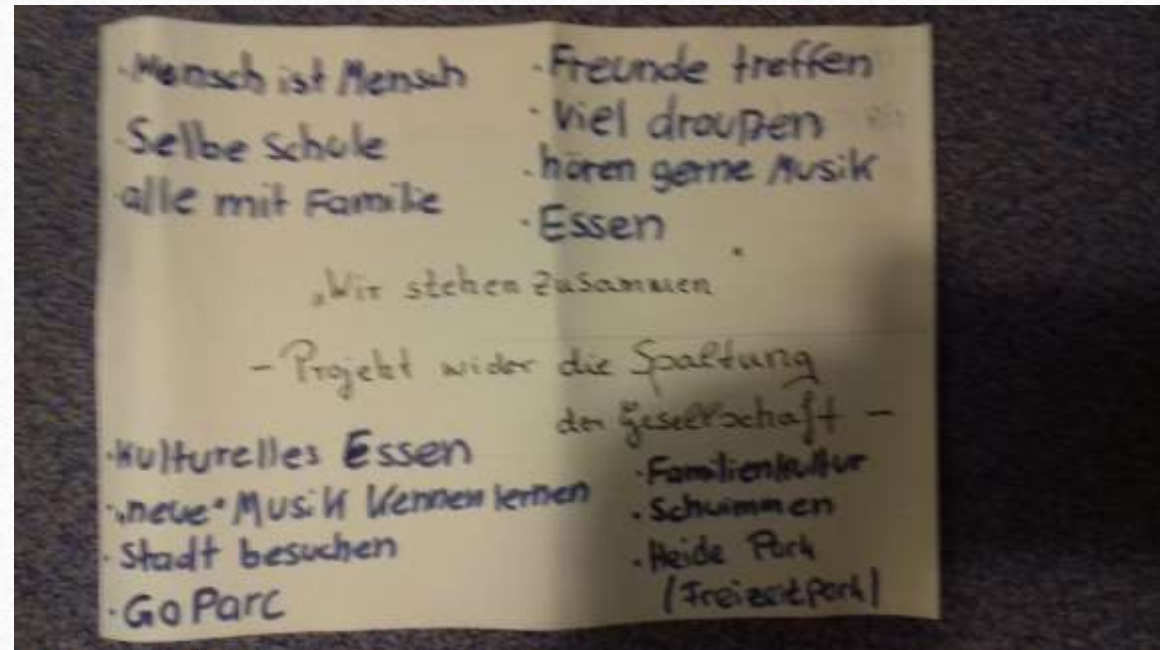 · Mensch ist Mensch
· Selbe Schule
· alle mit Familie
· Freunde treffen
· Viel draußen
· hören gerne Musik
· Essen
„Wir stehen zusammen"
- Projekt wider die Spaltung
der Gesellschaft -
· Kulturelles Essen
· „neue" Musik kennen lernen
· Stadt besuchen
· Go Parc
· Familienkultur
· Schwimmen
· Heide Park
(Freizeitpark)